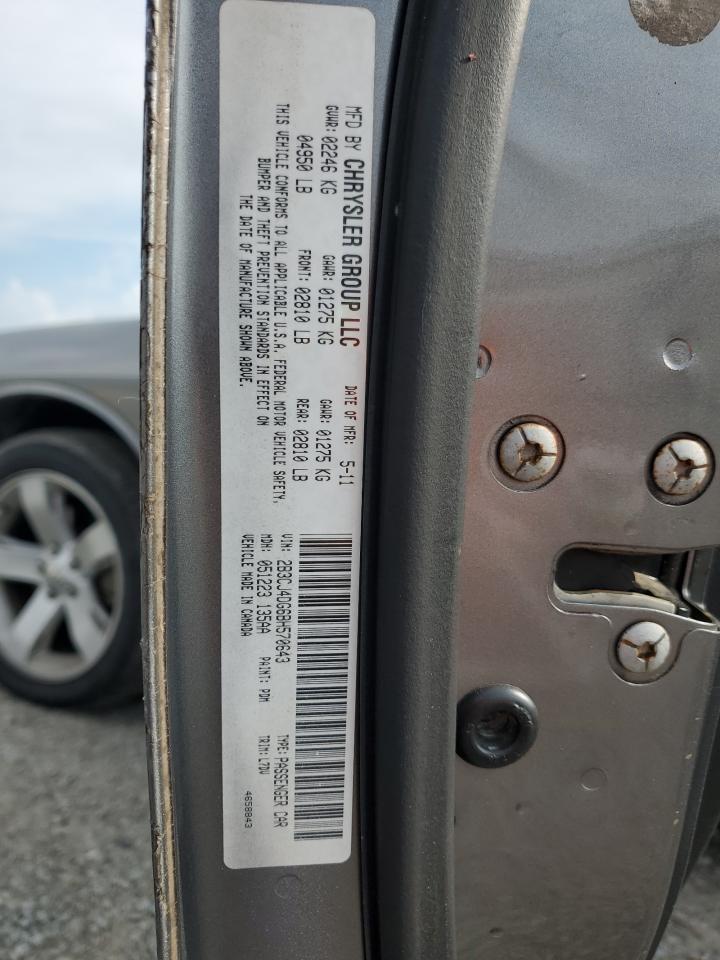 MFD BY CHRYSLER GROUP LLC DATE OF MFR: 5-11
GVWR: 02246 KG GAWR: 01275 KG GAWR: 01275 KG
04950 LB FRONT: 02810 LB REAR: 02810 LB
THIS VEHICLE CONFORMS TO ALL APPLICABLE U.S.A. FEDERAL MOTOR VEHICLE SAFETY,
BUMPER AND THEFT PREVENTION STANDARDS IN EFFECT ON
THE DATE OF MANUFACTURE SHOWN ABOVE.
VIN: 2B3CJ4DG6BH570643 TYPE: PASSENGER CAR
MDH: 051223 135AA PAINT: PDM TRIM: L7DV
VEHICLE MADE IN CANADA 4658843